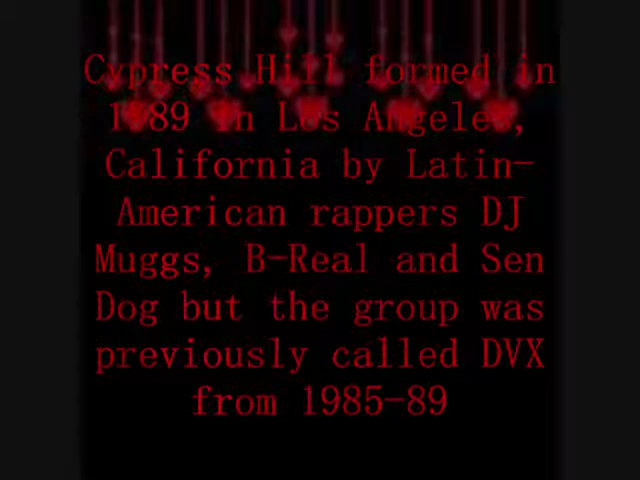 Cypress Hill formed in
1989 in Los Angeles,
California by Latin-
American rappers DJ
Muggs, B-Real and Sen
Dog but the group was
previously called DVX
from 1985-89